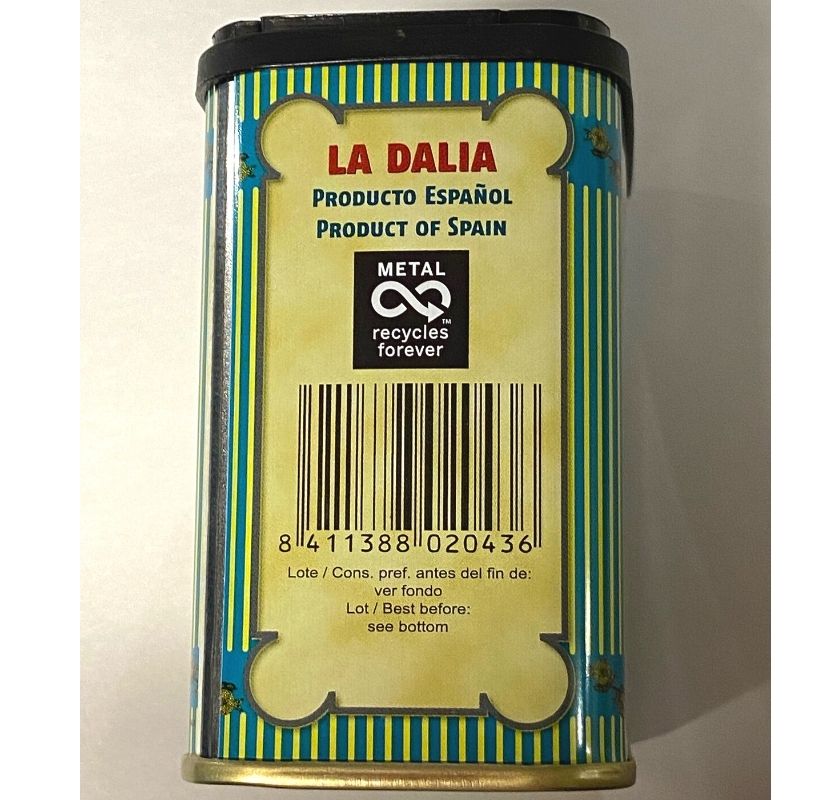 LA DALIA
PRODUCTO ESPAÑOL
PRODUCT OF SPAIN
METAL
TM
recycles
forever
8 411388 020436
Lote / Cons. pref. antes del fin de:
ver fondo
Lot / Best before:
see bottom